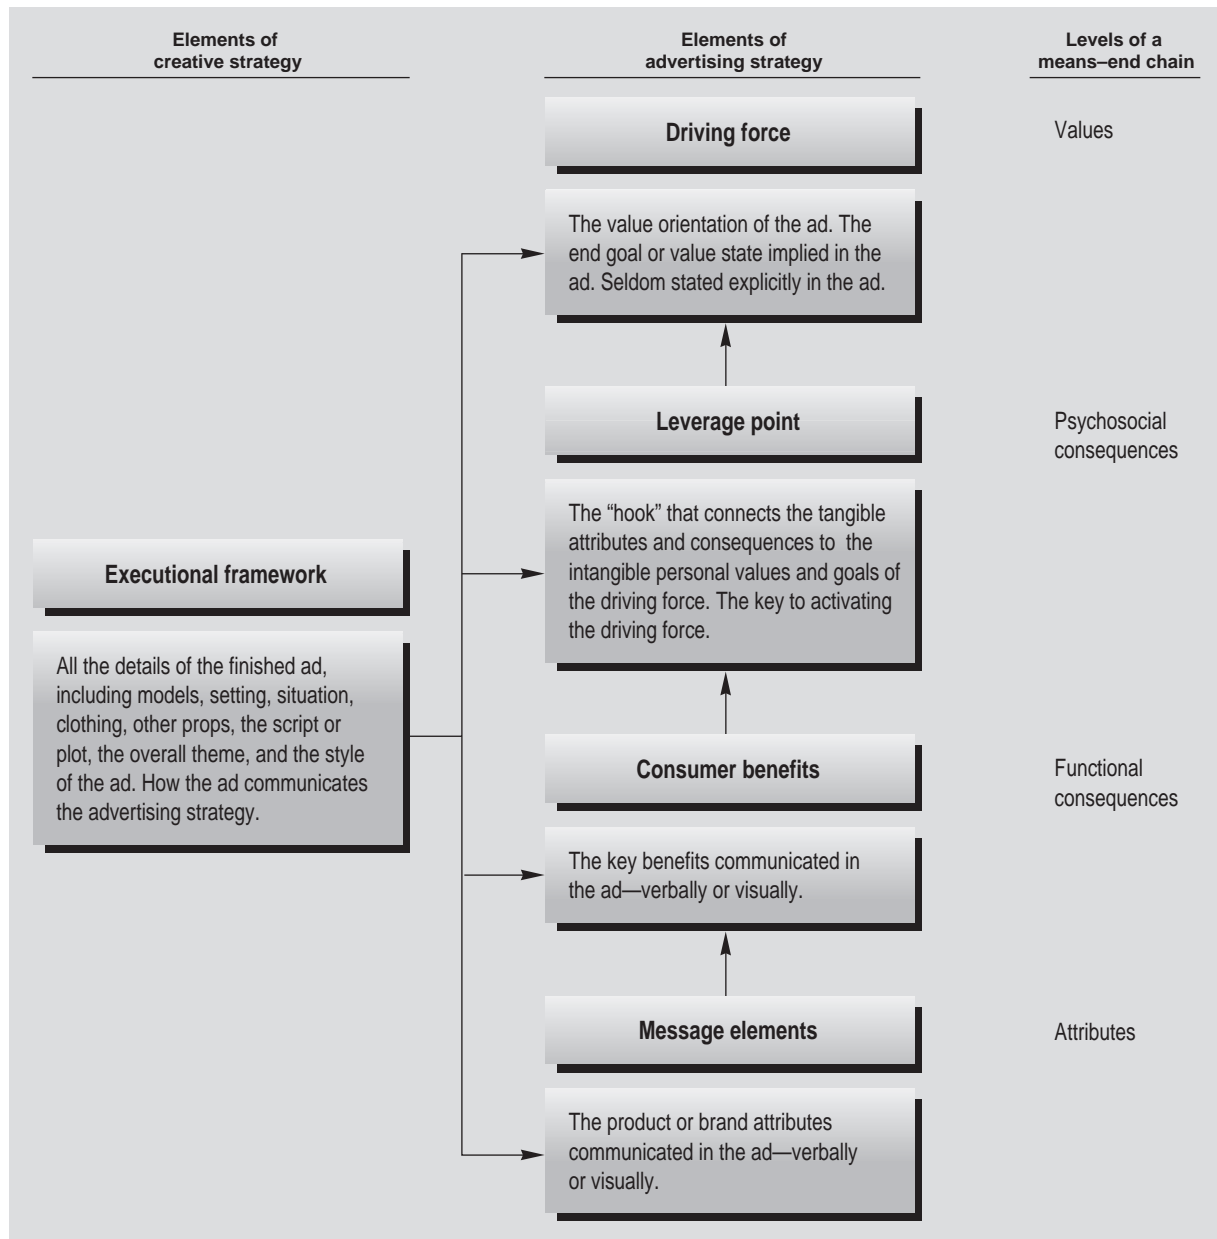 Elements of
creative strategy
Elements of
advertising strategy
Levels of a
means–end chain
Driving force
Values
The value orientation of the ad. The
end goal or value state implied in the
ad. Seldom stated explicitly in the ad.
Leverage point
Psychosocial
consequences
The “hook” that connects the tangible
attributes and consequences to the
intangible personal values and goals of
the driving force. The key to activating
the driving force.
Executional framework
All the details of the finished ad,
including models, setting, situation,
clothing, other props, the script or
plot, the overall theme, and the style
of the ad. How the ad communicates
the advertising strategy.
Consumer benefits
Functional
consequences
The key benefits communicated in
the ad—verbally or visually.
Message elements
Attributes
The product or brand attributes
communicated in the ad—verbally
or visually.